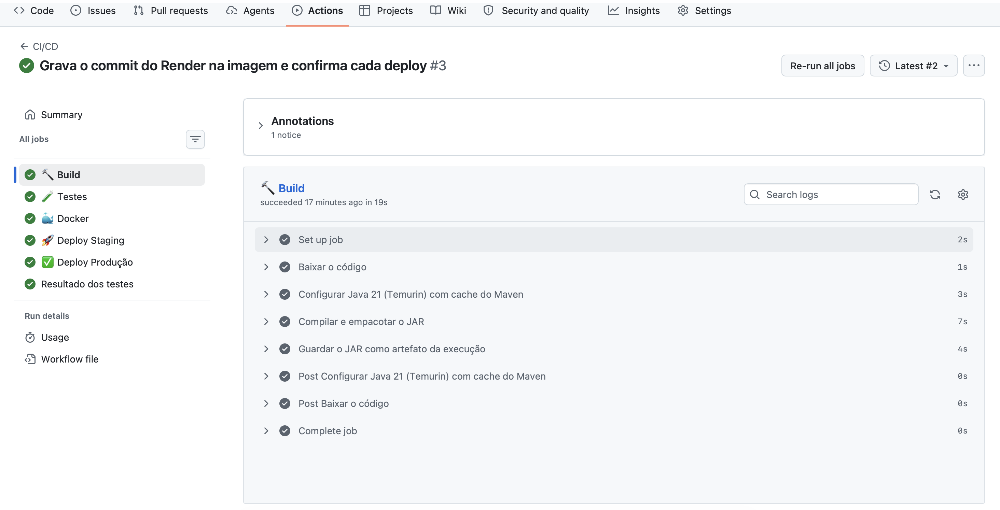 Code Issues Pull requests Agents Actions Projects Wiki Security and quality Insights Settings
CI/CD
Grava o commit do Render na imagem e confirma cada deploy #3
Re-run all jobs
Latest #2
Summary
All jobs
Build
Testes
Docker
Deploy Staging
Deploy Produção
Resultado dos testes
Run details
Usage
Workflow file
Annotations
1 notice
Build
succeeded 17 minutes ago in 19s
Search logs
Set up job 2s
Baixar o código 1s
Configurar Java 21 (Temurin) com cache do Maven 3s
Compilar e empacotar o JAR 7s
Guardar o JAR como artefato da execução 4s
Post Configurar Java 21 (Temurin) com cache do Maven 0s
Post Baixar o código 0s
Complete job 0s